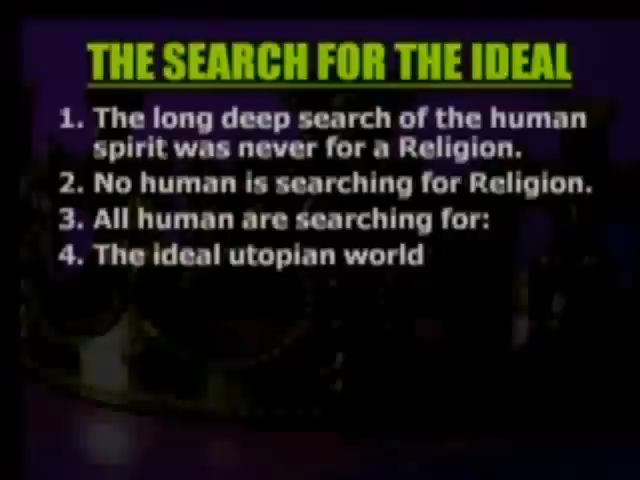 THE SEARCH FOR THE IDEAL
1. The long deep search of the human
spirit was never for a Religion.
2. No human is searching for Religion.
3. All human are searching for:
4. The ideal utopian world